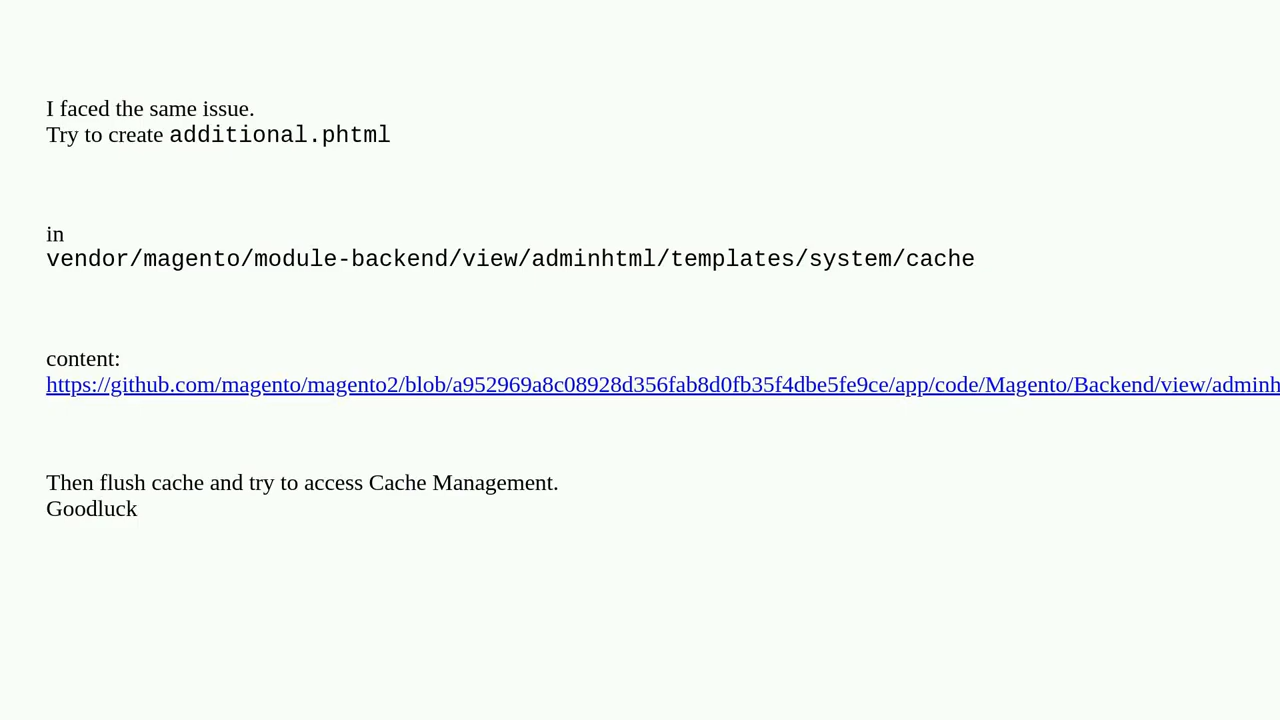 I faced the same issue.
Try to create additional.phtml
in
vendor/magento/module-backend/view/adminhtml/templates/system/cache
content:
https://github.com/magento/magento2/blob/a952969a8c08928d356fab8d0fb35f4dbe5fe9ce/app/code/Magento/Backend/view/adminh
Then flush cache and try to access Cache Management.
Goodluck